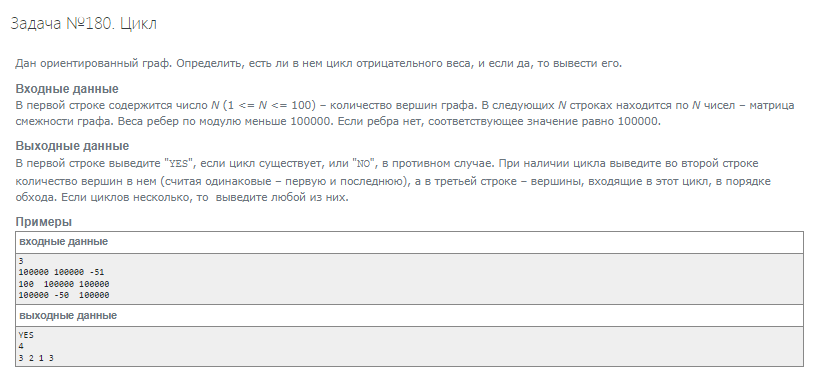 Задача №180. Цикл
Дан ориентированный граф. Определить, есть ли в нем цикл отрицательного веса, и если да, то вывести его.
Входные данные
В первой строке содержится число N (1 <= N <= 100) – количество вершин графа. В следующих N строках находится по N чисел – матрица
смежности графа. Веса ребер по модулю меньше 100000. Если ребра нет, соответствующее значение равно 100000.
Выходные данные
В первой строке выведите "YES", если цикл существует, или "NO", в противном случае. При наличии цикла выведите во второй строке
количество вершин в нем (считая одинаковые – первую и последнюю), а в третьей строке – вершины, входящие в этот цикл, в порядке
обхода. Если циклов несколько, то выведите любой из них.
Примеры
входные данные
3
100000 100000 -51
100 100000 100000
100000 -50 100000
выходные данные
YES
4
3 2 1 3